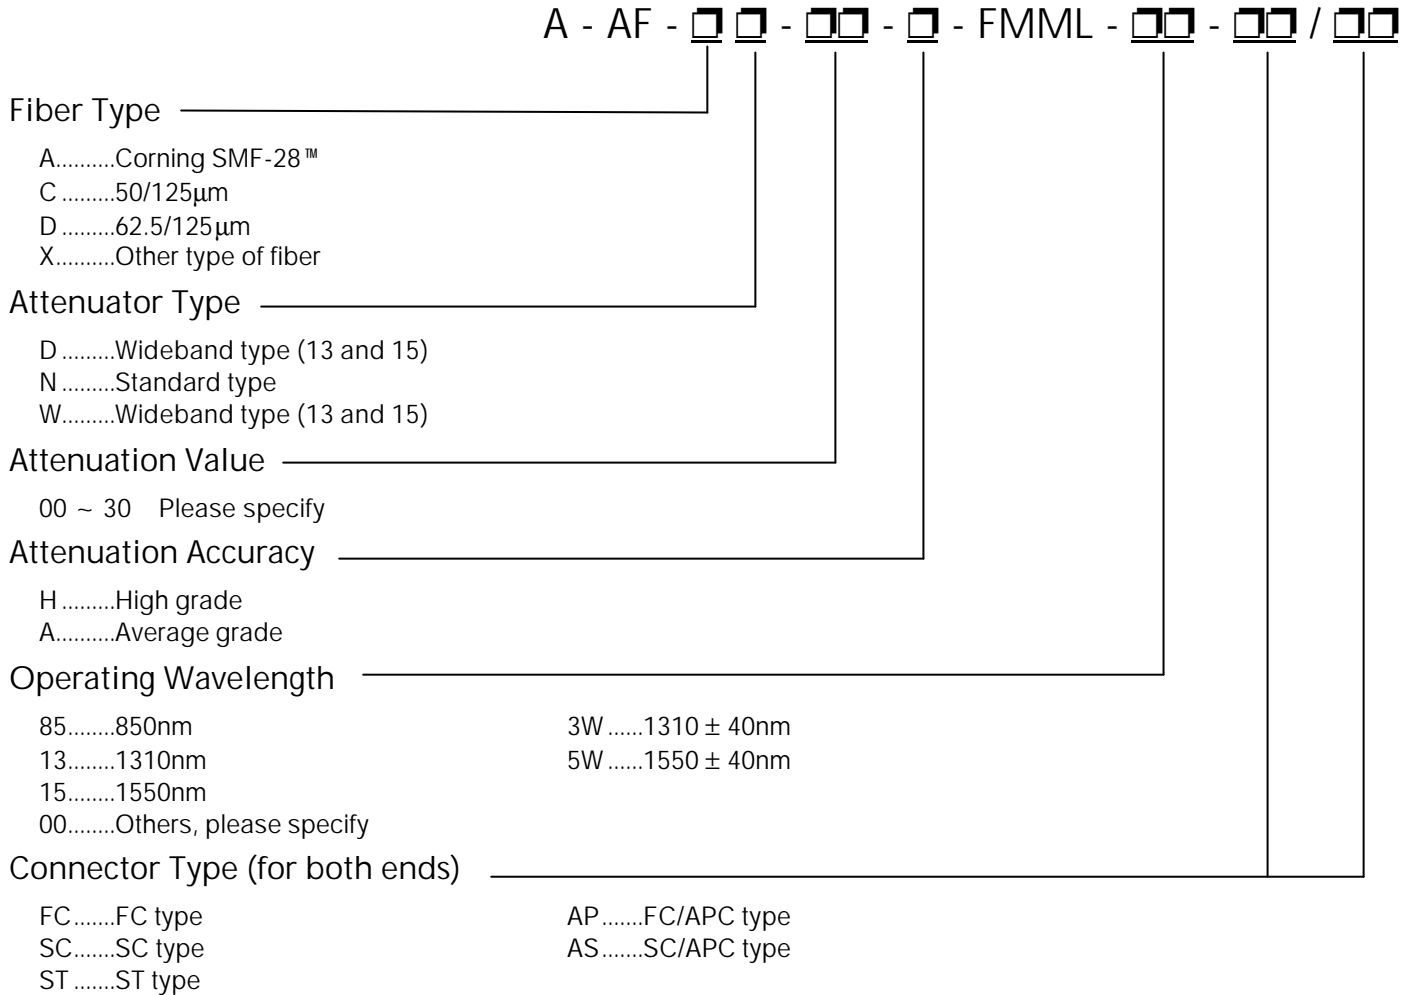 A - AF - ❒ ❒ - ❒❒ - ❒ - FMML - ❒❒ - ❒❒ / ❒❒
Fiber Type
A..........Corning SMF-28™
C .........50/125µm
D .........62.5/125µm
X..........Other type of fiber
Attenuator Type
D .........Wideband type (13 and 15)
N .........Standard type
W.........Wideband type (13 and 15)
Attenuation Value
00 ~ 30 Please specify
Attenuation Accuracy
H .........High grade
A..........Average grade
Operating Wavelength
85........850nm
13........1310nm
15........1550nm
00........Others, please specify
3W ......1310 ± 40nm
5W ......1550 ± 40nm
Connector Type (for both ends)
FC.......FC type
SC.......SC type
ST .......ST type
AP.......FC/APC type
AS.......SC/APC type